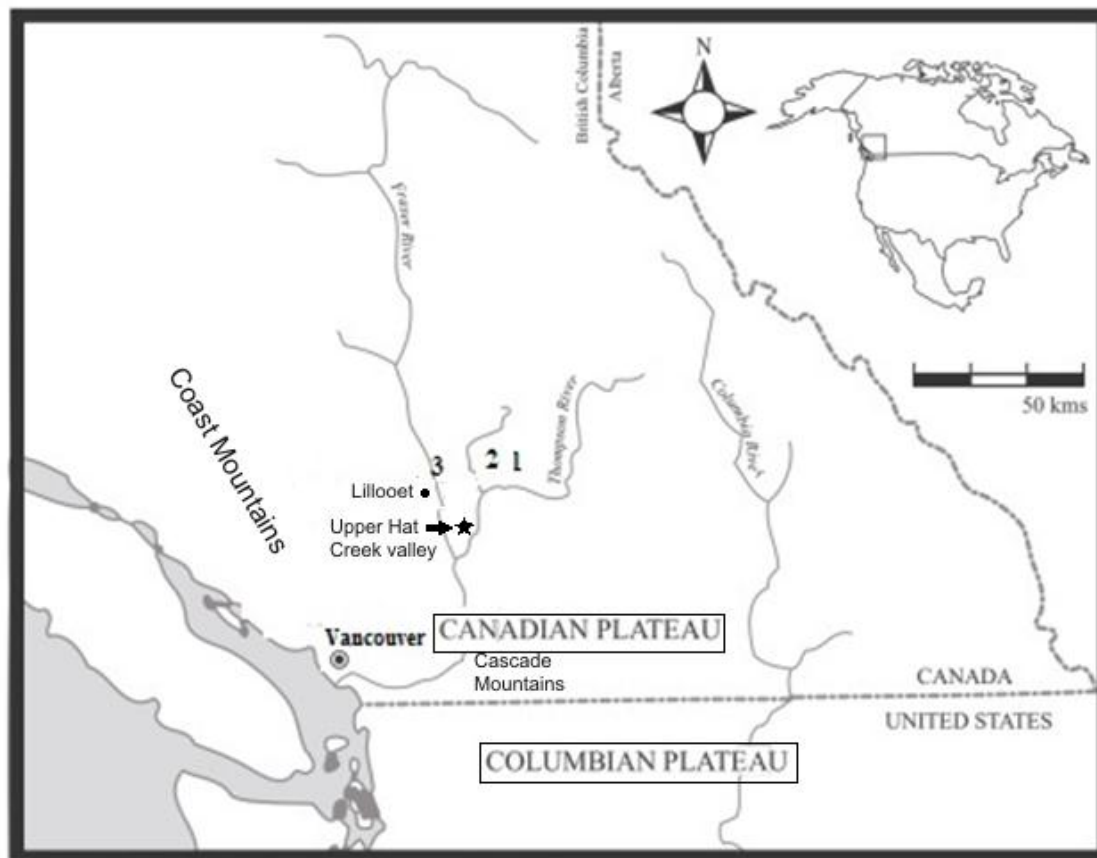 British Columbia
Alberta
N
Fraser River
50 kms
Coast Mountains
Columbia River
Thompson River
3
2 1
Lillooet
Upper Hat
Creek valley
Vancouver
CANADIAN PLATEAU
Cascade
Mountains
CANADA
UNITED STATES
COLUMBIAN PLATEAU